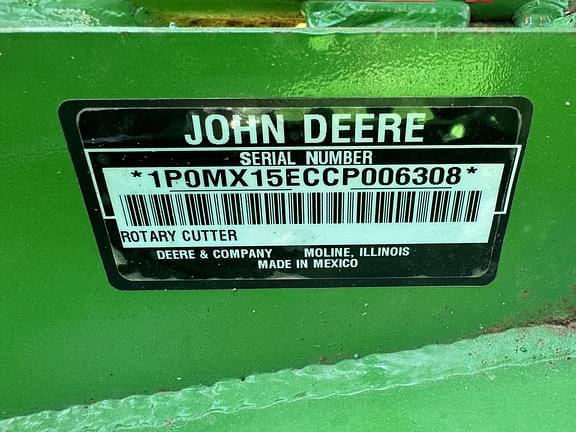 JOHN DEERE
SERIAL NUMBER
*1P0MX15ECCP006308*
ROTARY CUTTER
DEERE & COMPANY MOLINE, ILLINOIS
MADE IN MEXICO